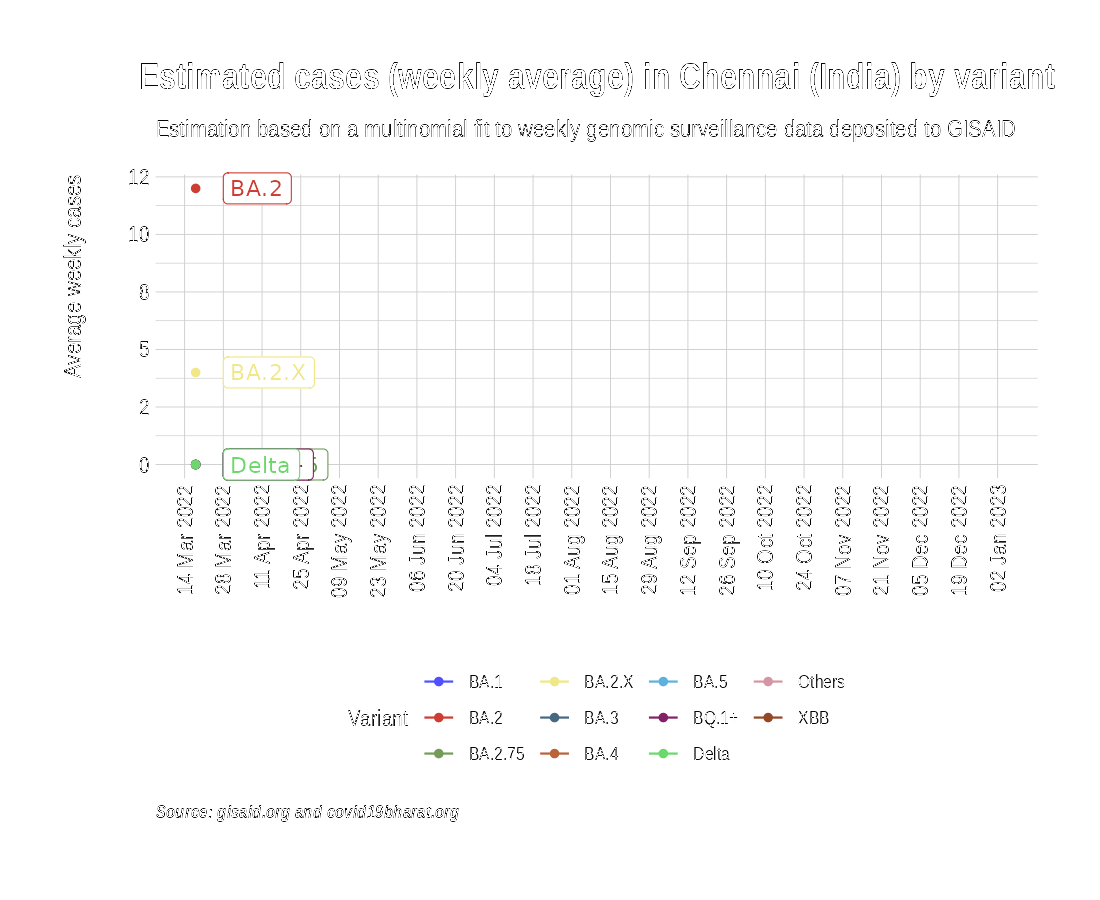 Estimated cases (weekly average) in Chennai (India) by variant
Estimation based on a multinomial fit to weekly genomic surveillance data deposited to GISAID
Average weekly cases
12
10
8
5
2
0
BA.2
BA.2.X
Delta
14 Mar 2022
28 Mar 2022
11 Apr 2022
25 Apr 2022
09 May 2022
23 May 2022
06 Jun 2022
20 Jun 2022
04 Jul 2022
18 Jul 2022
01 Aug 2022
15 Aug 2022
29 Aug 2022
12 Sep 2022
26 Sep 2022
10 Oct 2022
24 Oct 2022
07 Nov 2022
21 Nov 2022
05 Dec 2022
19 Dec 2022
02 Jan 2023
Variant
BA.1
BA.2
BA.2.75
BA.2.X
BA.3
BA.4
BA.5
BQ.1+
Delta
Others
XBB
Source: gisaid.org and covid19bharat.org